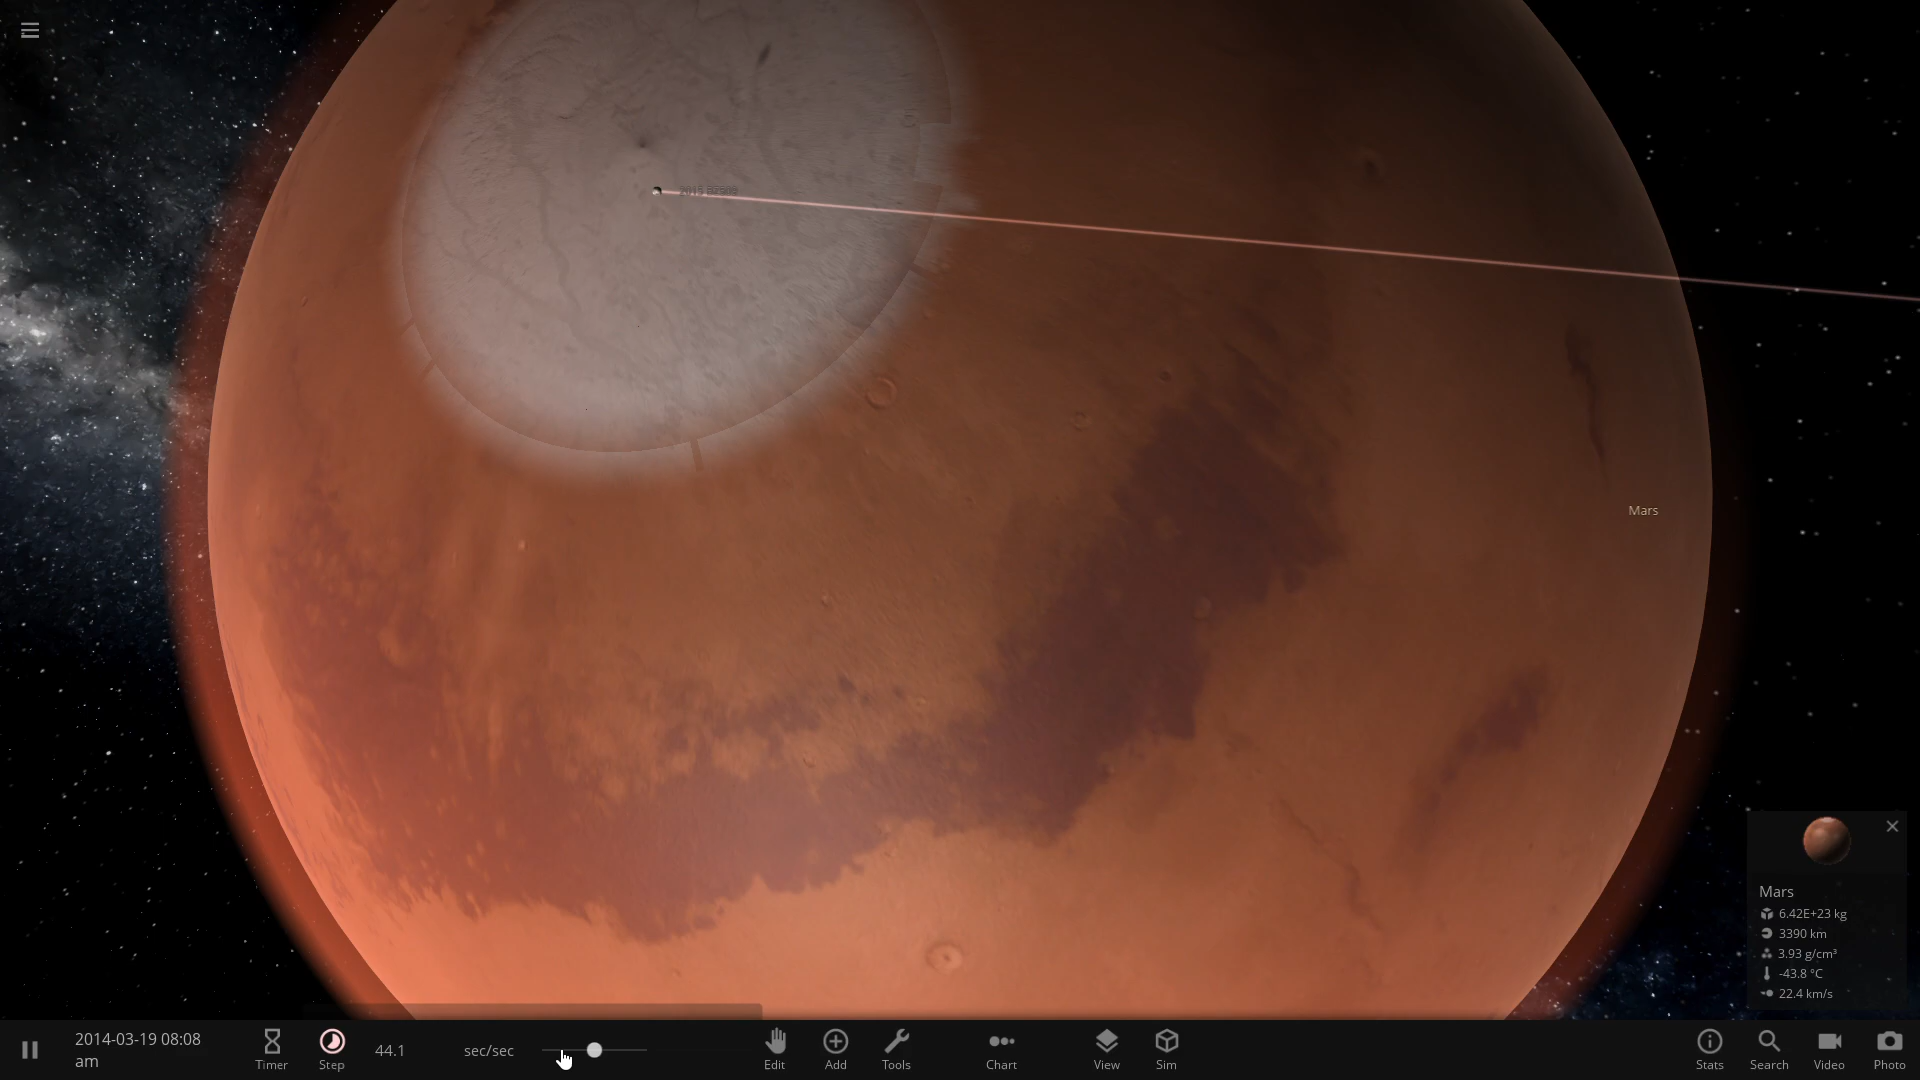 Mars
Mars
6.42E+23 kg
3390 km
3.93 g/cm³
-43.8 °C
22.4 km/s
2014-03-19 08:08
am
Timer
Step
44.1
sec/sec
Edit
Add
Tools
Chart
View
Sim
Stats
Search
Video
Photo